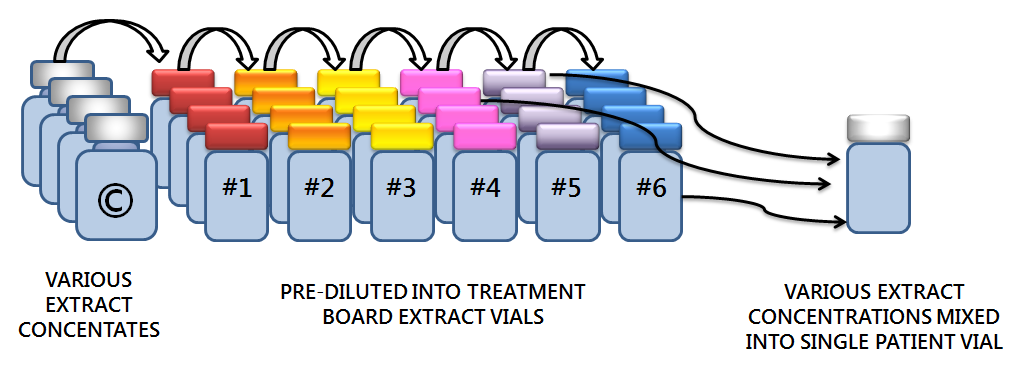 ©
#1
#2
#3
#4
#5
#6
VARIOUS
EXTRACT
CONCENTATES
PRE-DILUTED INTO TREATMENT
BOARD EXTRACT VIALS
VARIOUS EXTRACT
CONCENTRATIONS MIXED
INTO SINGLE PATIENT VIAL